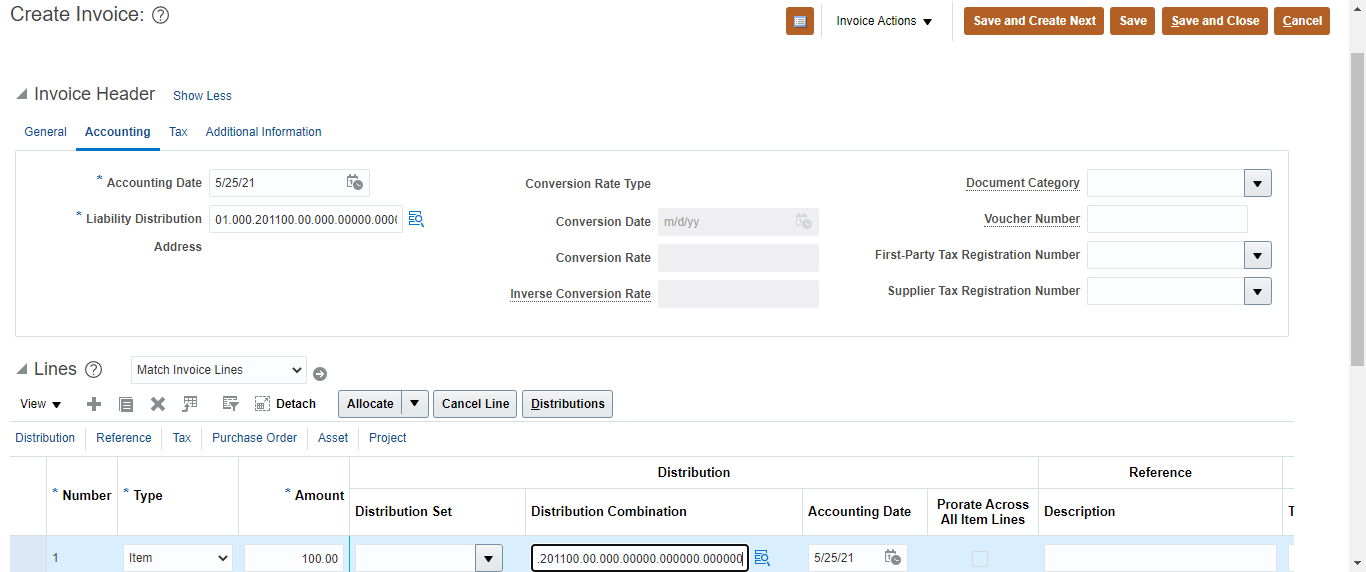 Create Invoice: ?
Invoice Actions
Save and Create Next
Save
Save and Close
Cancel
Invoice Header
Show Less
General
Accounting
Tax
Additional Information
* Accounting Date 5/25/21
Conversion Rate Type
Document Category
* Liability Distribution 01.000.201100.00.000.00000.000(
Conversion Date m/d/yy
Voucher Number
Address
Conversion Rate
First-Party Tax Registration Number
Inverse Conversion Rate
Supplier Tax Registration Number
Lines ?
Match Invoice Lines
View
Detach
Allocate
Cancel Line
Distributions
Distribution
Reference
Tax
Purchase Order
Asset
Project
Distribution
Reference
* Number
* Type
* Amount
Distribution Set
Distribution Combination
Accounting Date
Prorate Across
All Item Lines
Description
T
1
Item
100.00
.201100.00.000.00000.000000.000000
5/25/21